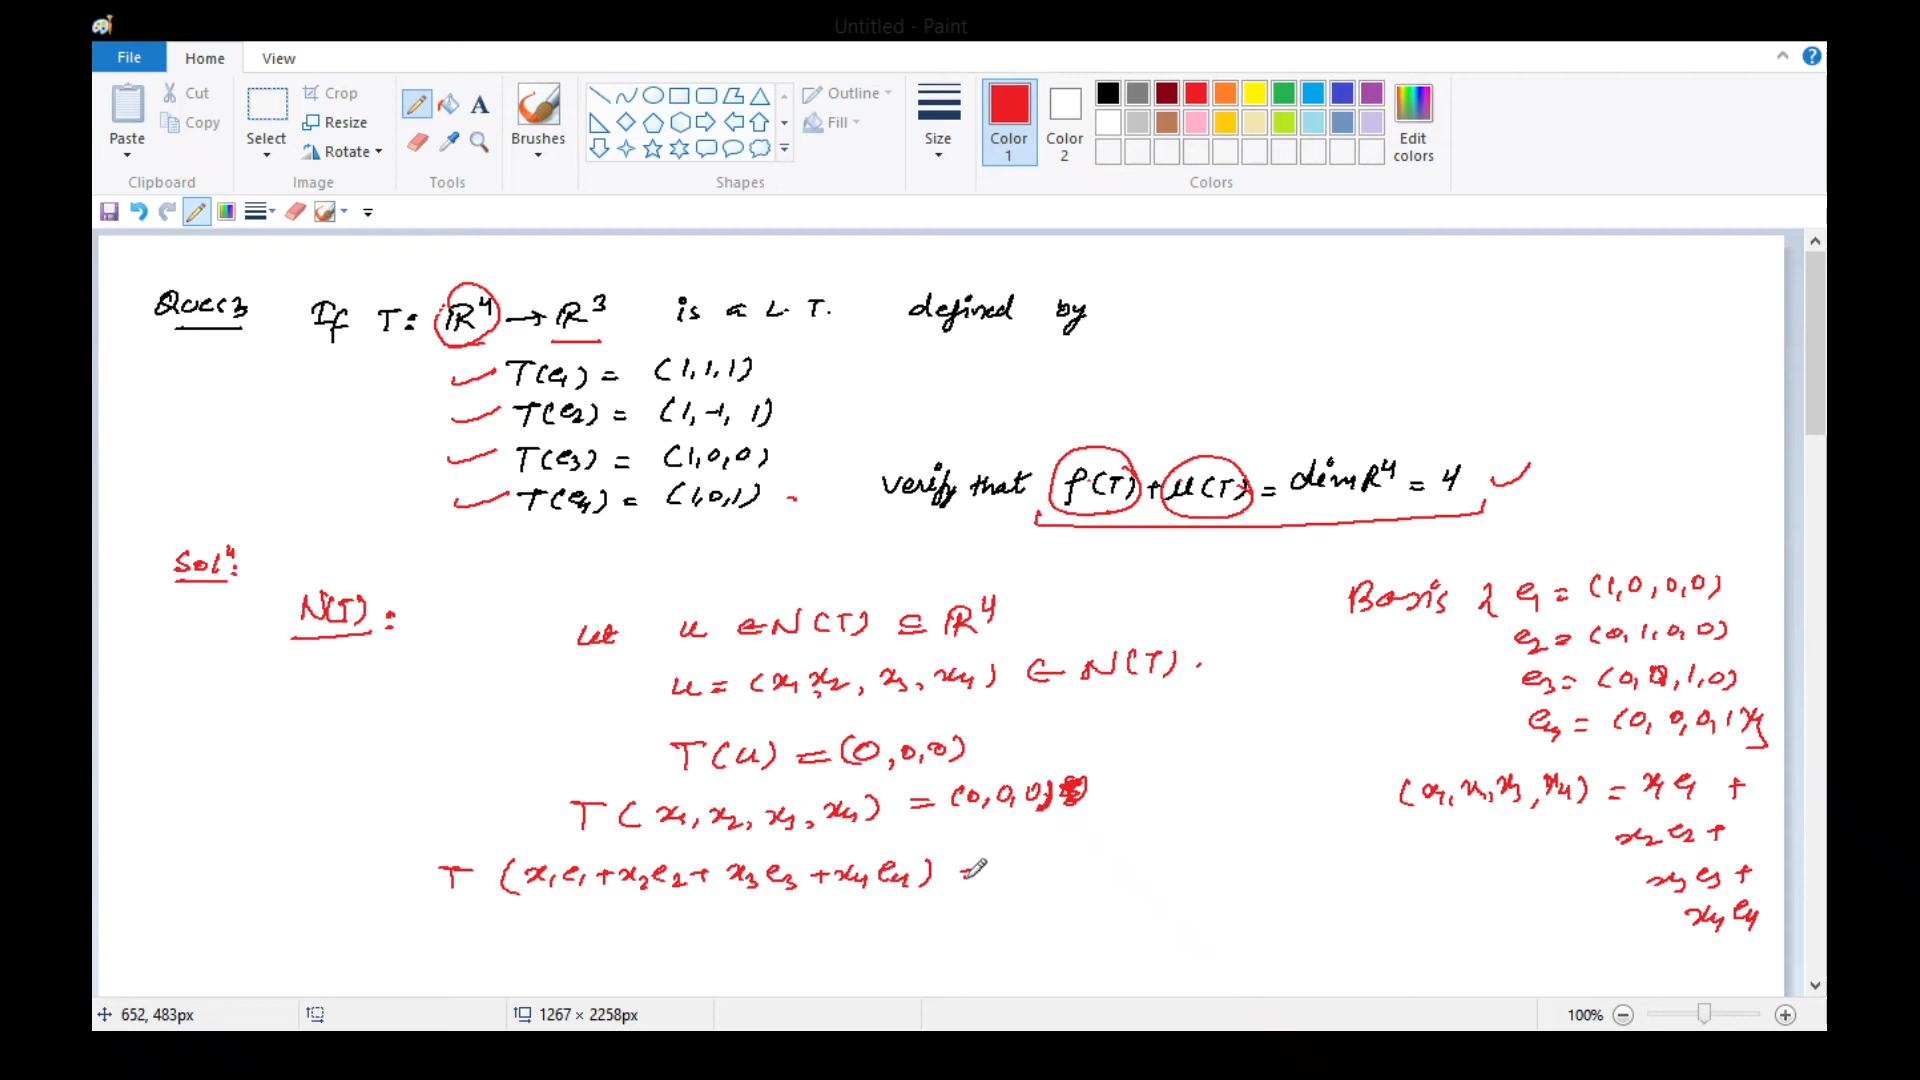 Untitled - Paint
File Home View
Paste Cut Copy Select Crop Resize Rotate Brushes Outline Fill Size Color 1 Color 2 Edit colors
Clipboard Image Tools Shapes Colors
Ques 3 If T: ℝ⁴ → ℝ³ is a L.T. defined by
T(e₁) = (1,1,1)
T(e₂) = (1,-1,1)
T(e₃) = (1,0,0)
T(e₄) = (1,0,1)
verify that ρ(T) + μ(T) = dim ℝ⁴ = 4
Solⁿ:
N(T):
Let u ∈ N(T) ⊆ ℝ⁴
u = (x₁, x₂, x₃, x₄) ∈ N(T).
T(u) = (0,0,0)
T(x₁, x₂, x₃, x₄) = (0,0,0)
T(x₁e₁ + x₂e₂ + x₃e₃ + x₄e₄) =
Basis { e₁ = (1,0,0,0)
e₂ = (0,1,0,0)
e₃ = (0,0,1,0)
e₄ = (0,0,0,1)}
(x₁, x₂, x₃, x₄) = x₁e₁ +
x₂e₂ +
x₃e₃ +
x₄e₄
652, 483px
1267 × 2258px
100%